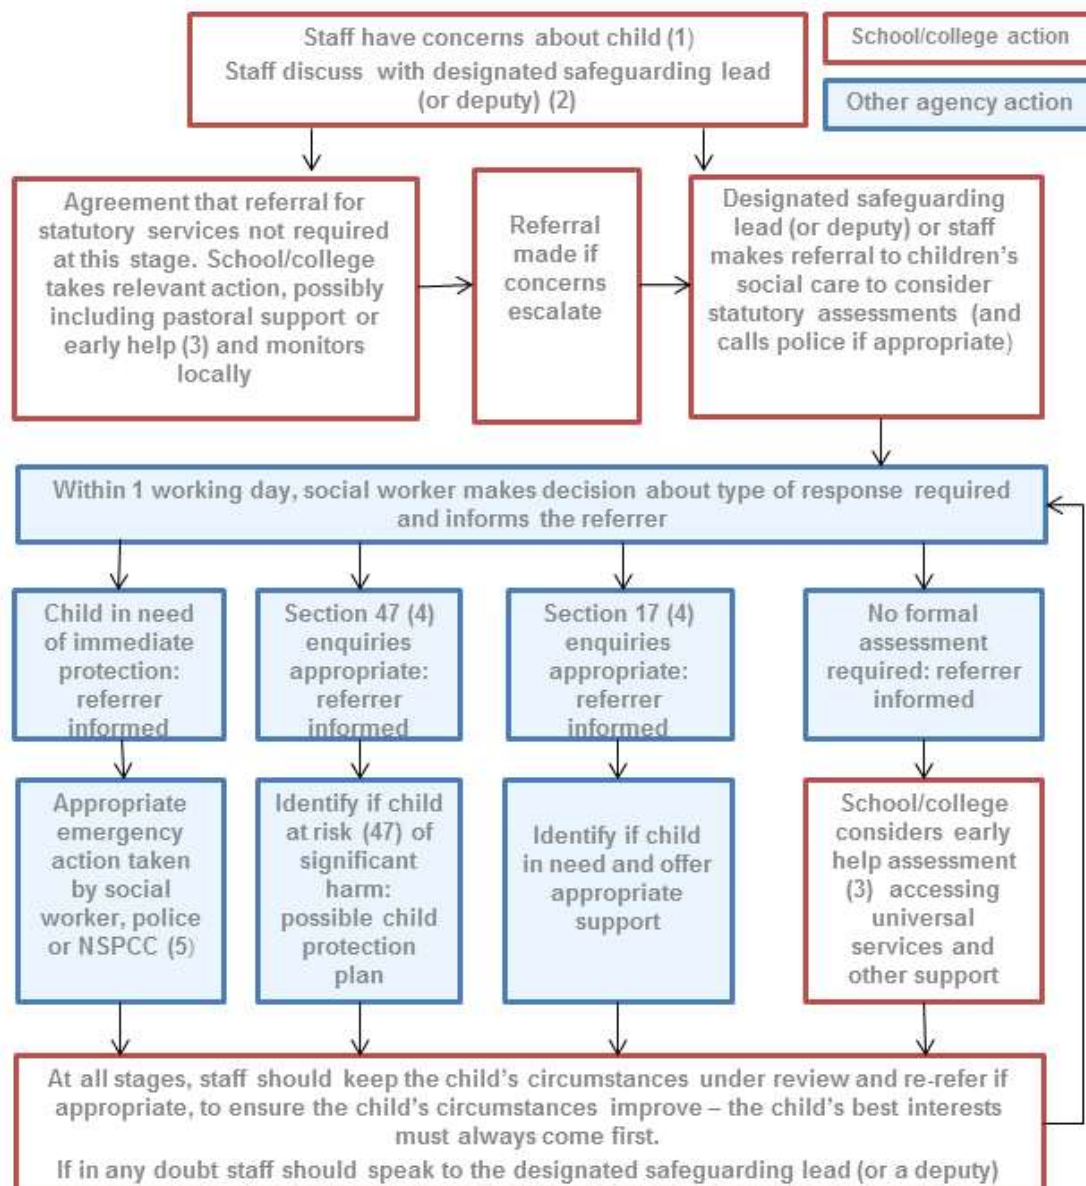 Staff have concerns about child (1)
Staff discuss with designated safeguarding lead
(or deputy) (2)
School/college action
Other agency action
Agreement that referral for
statutory services not required
at this stage. School/college
takes relevant action, possibly
including pastoral support or
early help (3) and monitors
locally
Referral
made if
concerns
escalate
Designated safeguarding
lead (or deputy) or staff
makes referral to children's
social care to consider
statutory assessments (and
calls police if appropriate)
Within 1 working day, social worker makes decision about type of response required
and informs the referrer
Child in need
of immediate
protection:
referrer
informed
Section 47 (4)
enquiries
appropriate:
referrer
informed
Section 17 (4)
enquiries
appropriate:
referrer
informed
No formal
assessment
required: referrer
informed
Appropriate
emergency
action taken
by social
worker, police
or NSPCC (5)
Identify if child
at risk (47) of
significant
harm:
possible child
protection
plan
Identify if child
in need and offer
appropriate
support
School/college
considers early
help assessment
(3) accessing
universal
services and
other support
At all stages, staff should keep the child's circumstances under review and re-refer if
appropriate, to ensure the child's circumstances improve – the child's best interests
must always come first.
If in any doubt staff should speak to the designated safeguarding lead (or a deputy)